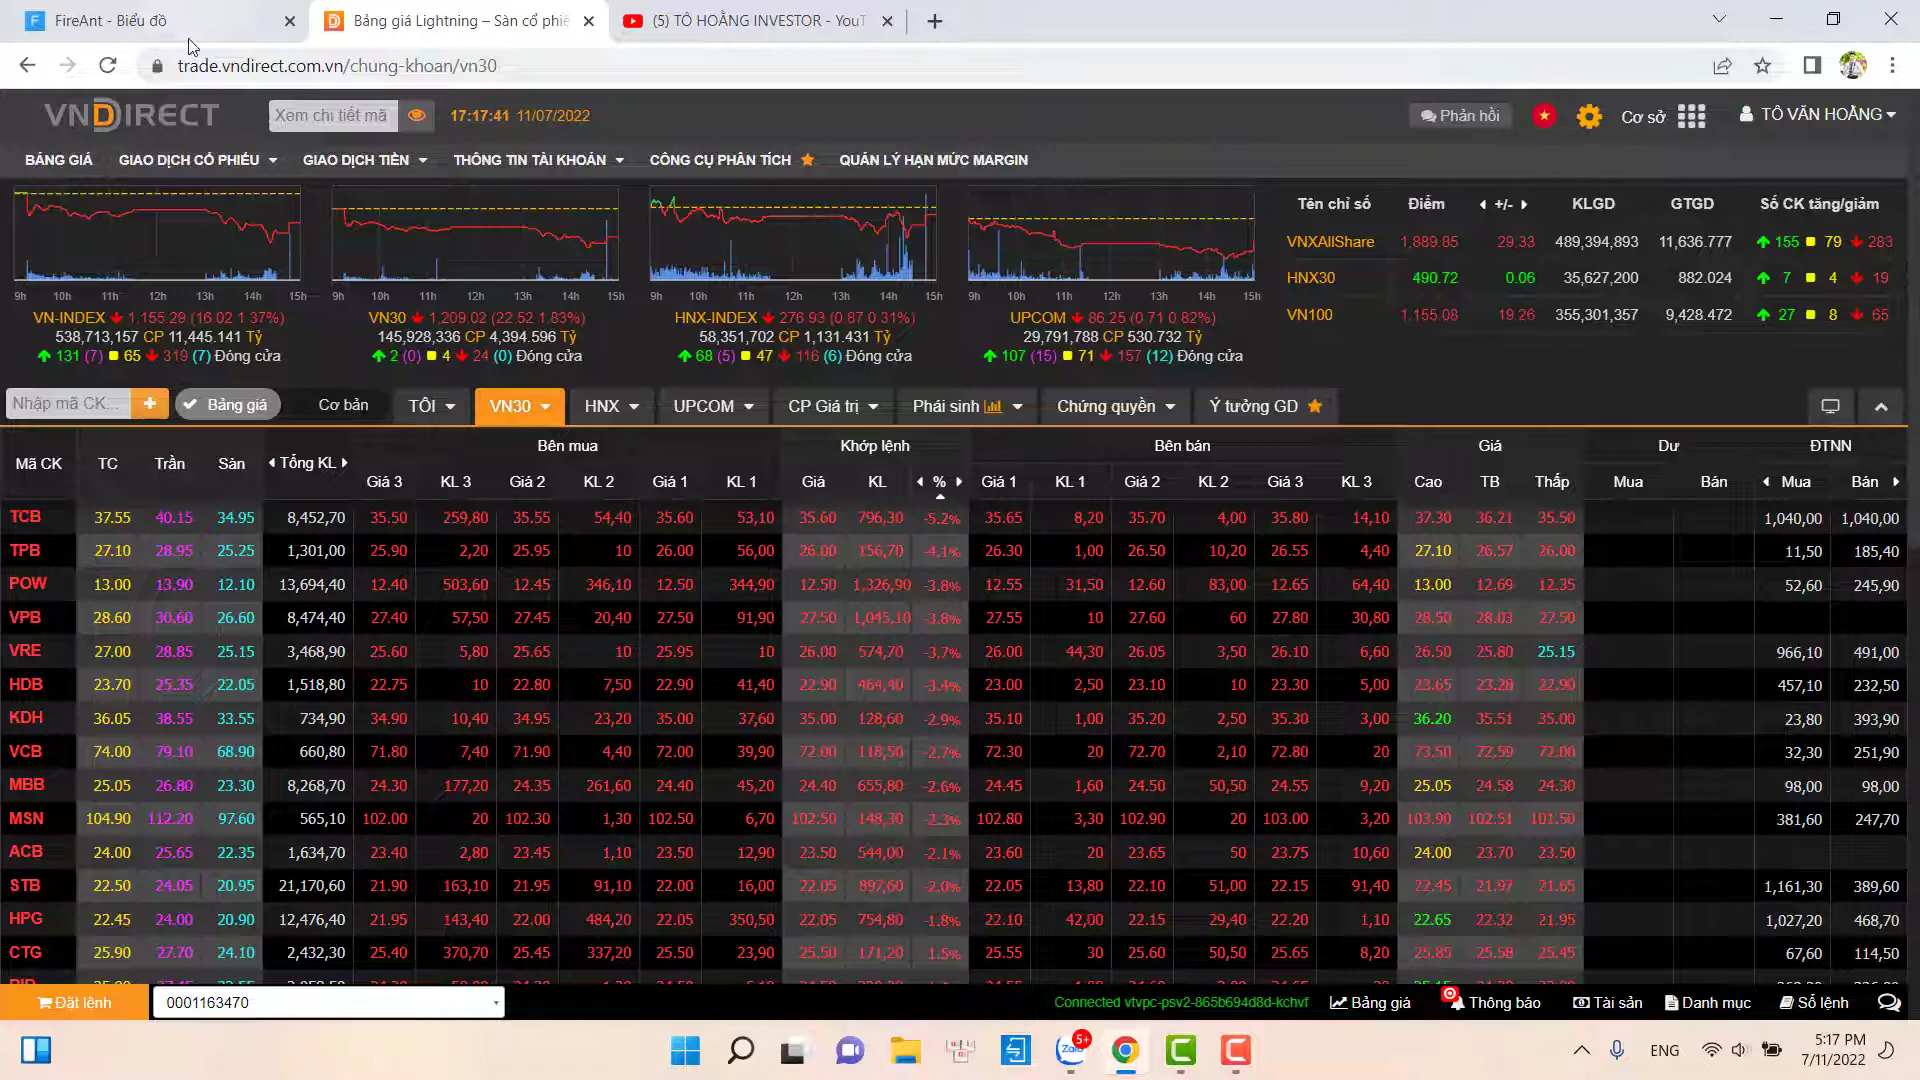 FireAnt - Biểu đồ
Bảng giá Lightning – Sàn cổ phiế
(5) TÔ HOẰNG INVESTOR - YouT
trade.vndirect.com.vn/chung-khoan/vn30
VNDIRECT
Xem chi tiết mã
17:17:41 11/07/2022
Phản hồi
Cơ sở
TÔ VĂN HOẰNG
BẢNG GIÁ GIAO DỊCH CỔ PHIẾU GIAO DỊCH TIỀN THÔNG TIN TÀI KHOẢN CÔNG CỤ PHÂN TÍCH QUẢN LÝ HẠN MỨC MARGIN
9h 10h 11h 12h 13h 14h 15h
VN-INDEX 1,155.29 (16.02 1.37%)
538,713,157 CP 11,445.141 Tỷ
131 (7) 65 319 (7) Đóng cửa
9h 10h 11h 12h 13h 14h 15h
VN30 1,209.02 (22.52 1.83%)
145,928,336 CP 4,394.596 Tỷ
2 (0) 4 24 (0) Đóng cửa
9h 10h 11h 12h 13h 14h 15h
HNX-INDEX 276.93 (0.87 0.31%)
58,351,702 CP 1,131.431 Tỷ
68 (5) 47 116 (6) Đóng cửa
9h 10h 11h 12h 13h 14h 15h
UPCOM 86.25 (0.71 0.82%)
29,791,788 CP 530.732 Tỷ
107 (15) 71 157 (12) Đóng cửa
Tên chỉ số Điểm +/- KLGD GTGD Số CK tăng/giảm
VNXAllShare 1,889.85 29.33 489,394,893 11,636.777 155 79 283
HNX30 490.72 0.06 35,627,200 882.024 7 4 19
VN100 1,155.08 19.26 355,301,357 9,428.472 27 8 65
Nhập mã CK... + Bảng giá Cơ bản TÔI VN30 HNX UPCOM CP Giá trị Phái sinh Chứng quyền Ý tưởng GD
Mã CK TC Trần Sàn Tổng KL Bên mua Khớp lệnh Bên bán Giá Dư ĐTNN
Giá 3 KL 3 Giá 2 KL 2 Giá 1 KL 1 Giá KL % Giá 1 KL 1 Giá 2 KL 2 Giá 3 KL 3 Cao TB Thấp Mua Bán Mua Bán
TCB 37.55 40.15 34.95 8,452,70 35.50 259,80 35.55 54,40 35.60 53,10 35.60 796,30 -5.2% 35.65 8,20 35.70 4,00 35.80 14,10 37.30 36.21 35.50 1,040,00 1,040,00
TPB 27.10 28.95 25.25 1,301,00 25.90 2,20 25.95 10 26.00 56,00 26.00 156,70 -4.1% 26.30 1,00 26.50 10,20 26.55 4,40 27.10 26.57 26.00 11,50 185,40
POW 13.00 13.90 12.10 13,694,40 12.40 503,60 12.45 346,10 12.50 344,90 12.50 1,326,90 -3.8% 12.55 31,50 12.60 83,00 12.65 64,40 13.00 12.69 12.35 52,60 245,90
VPB 28.60 30.60 26.60 8,474,40 27.40 57,50 27.45 20,40 27.50 91,90 27.50 1,045,10 -3.8% 27.55 10 27.60 60 27.80 30,80 28.50 28.03 27.50
VRE 27.00 28.85 25.15 3,468,90 25.60 5,80 25.65 10 25.95 10 26.00 574,70 -3.7% 26.00 44,30 26.05 3,50 26.10 6,60 26.50 25.80 25.15 966,10 491,00
HDB 23.70 25.35 22.05 1,518,80 22.75 10 22.80 7,50 22.90 41,40 22.90 464,40 -3.4% 23.00 2,50 23.10 10 23.30 5,00 23.65 23.28 22.90 457,10 232,50
KDH 36.05 38.55 33.55 734,90 34.90 10,40 34.95 23,20 35.00 37,60 35.00 128,60 -2.9% 35.10 1,00 35.20 2,50 35.30 3,00 36.20 35.51 35.00 23,80 393,90
VCB 74.00 79.10 68.90 660,80 71.80 7,40 71.90 4,40 72.00 39,90 72.00 118,50 -2.7% 72.30 20 72.70 2,10 72.80 20 73.50 72.59 72.00 32,30 251,90
MBB 25.05 26.80 23.30 8,268,70 24.30 177,20 24.35 261,60 24.40 45,20 24.40 655,80 -2.6% 24.45 1,60 24.50 50,50 24.55 9,20 25.05 24.58 24.30 98,00 98,00
MSN 104.90 112.20 97.60 565,10 102.00 20 102.30 1,30 102.50 6,70 102.50 148,30 -2.3% 102.80 3,30 102.90 20 103.00 3,20 103.90 102.51 101.50 381,60 247,70
ACB 24.00 25.65 22.35 1,634,70 23.40 2,80 23.45 1,10 23.50 12,90 23.50 544,00 -2.1% 23.60 20 23.65 50 23.75 10,60 24.00 23.70 23.50
STB 22.50 24.05 20.95 21,170,60 21.90 163,10 21.95 91,10 22.00 16,00 22.05 897,60 -2.0% 22.05 13,80 22.10 51,00 22.15 91,40 22.45 21.97 21.65 1,161,30 389,60
HPG 22.45 24.00 20.90 12,476,40 21.95 143,40 22.00 484,20 22.05 350,50 22.05 754,80 -1.8% 22.10 42,00 22.15 29,40 22.20 1,10 22.65 22.32 21.95 1,027,20 468,70
CTG 25.90 27.70 24.10 2,432,30 25.40 370,70 25.45 337,20 25.50 23,90 25.50 171,20 1.5% 25.55 30 25.60 50,50 25.65 8,20 25.85 25.58 25.45 67,60 114,50
Đặt lệnh 0001163470 Connected vtvpc-psv2-865b694d8d-kchvf Bảng giá Thông báo Tài sản Danh mục Sổ lệnh
Zalo 5+
ENG
5:17 PM
7/11/2022